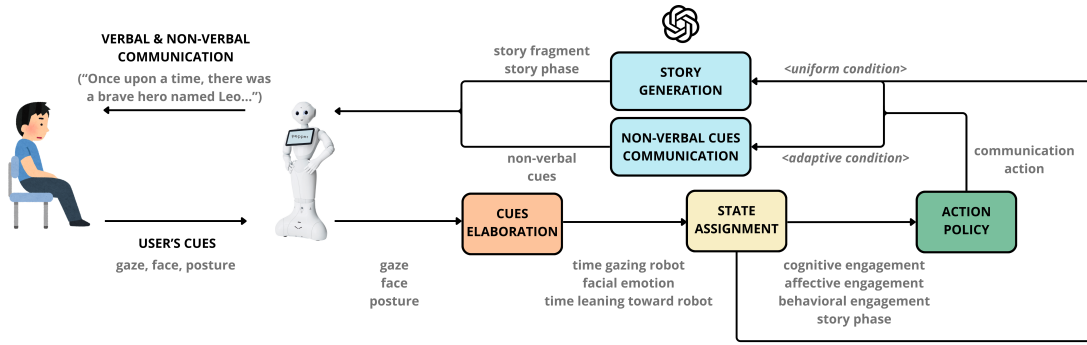 VERBAL & NON-VERBAL
COMMUNICATION
(“Once upon a time, there was
a brave hero named Leo...”)
USER'S CUES
gaze, face, posture
gaze
face
posture
story fragment
story phase
non-verbal
cues
STORY
GENERATION
NON-VERBAL CUES
COMMUNICATION
<uniform condition>
<adaptive condition>
communication
action
CUES
ELABORATION
time gazing robot
facial emotion
time leaning toward robot
STATE
ASSIGNMENT
cognitive engagement
affective engagement
behavioral engagement
story phase
ACTION
POLICY